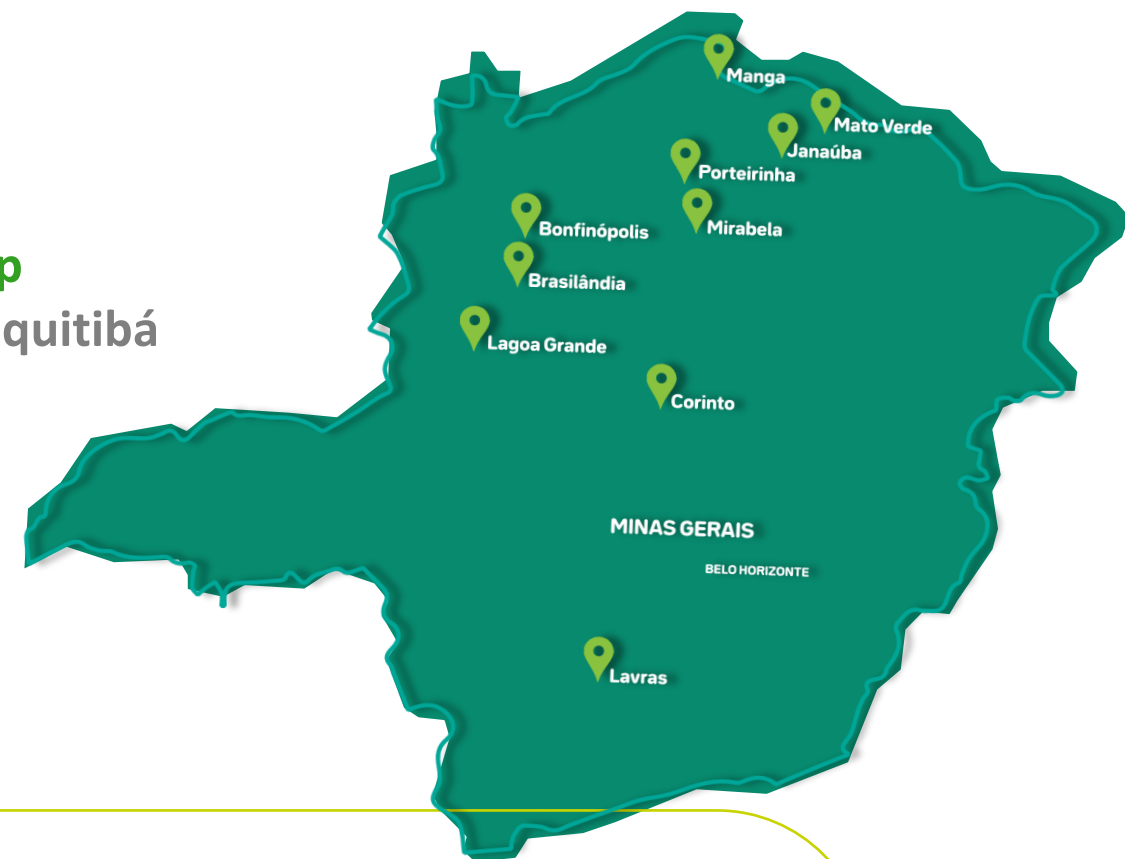 Manga
Mato Verde
Janaúba
Porteirinha
Bonfinópolis
Mirabela
p
Brasilândia
quitibá
Lagoa Grande
Corinto
MINAS GERAIS
BELO HORIZONTE
Lavras